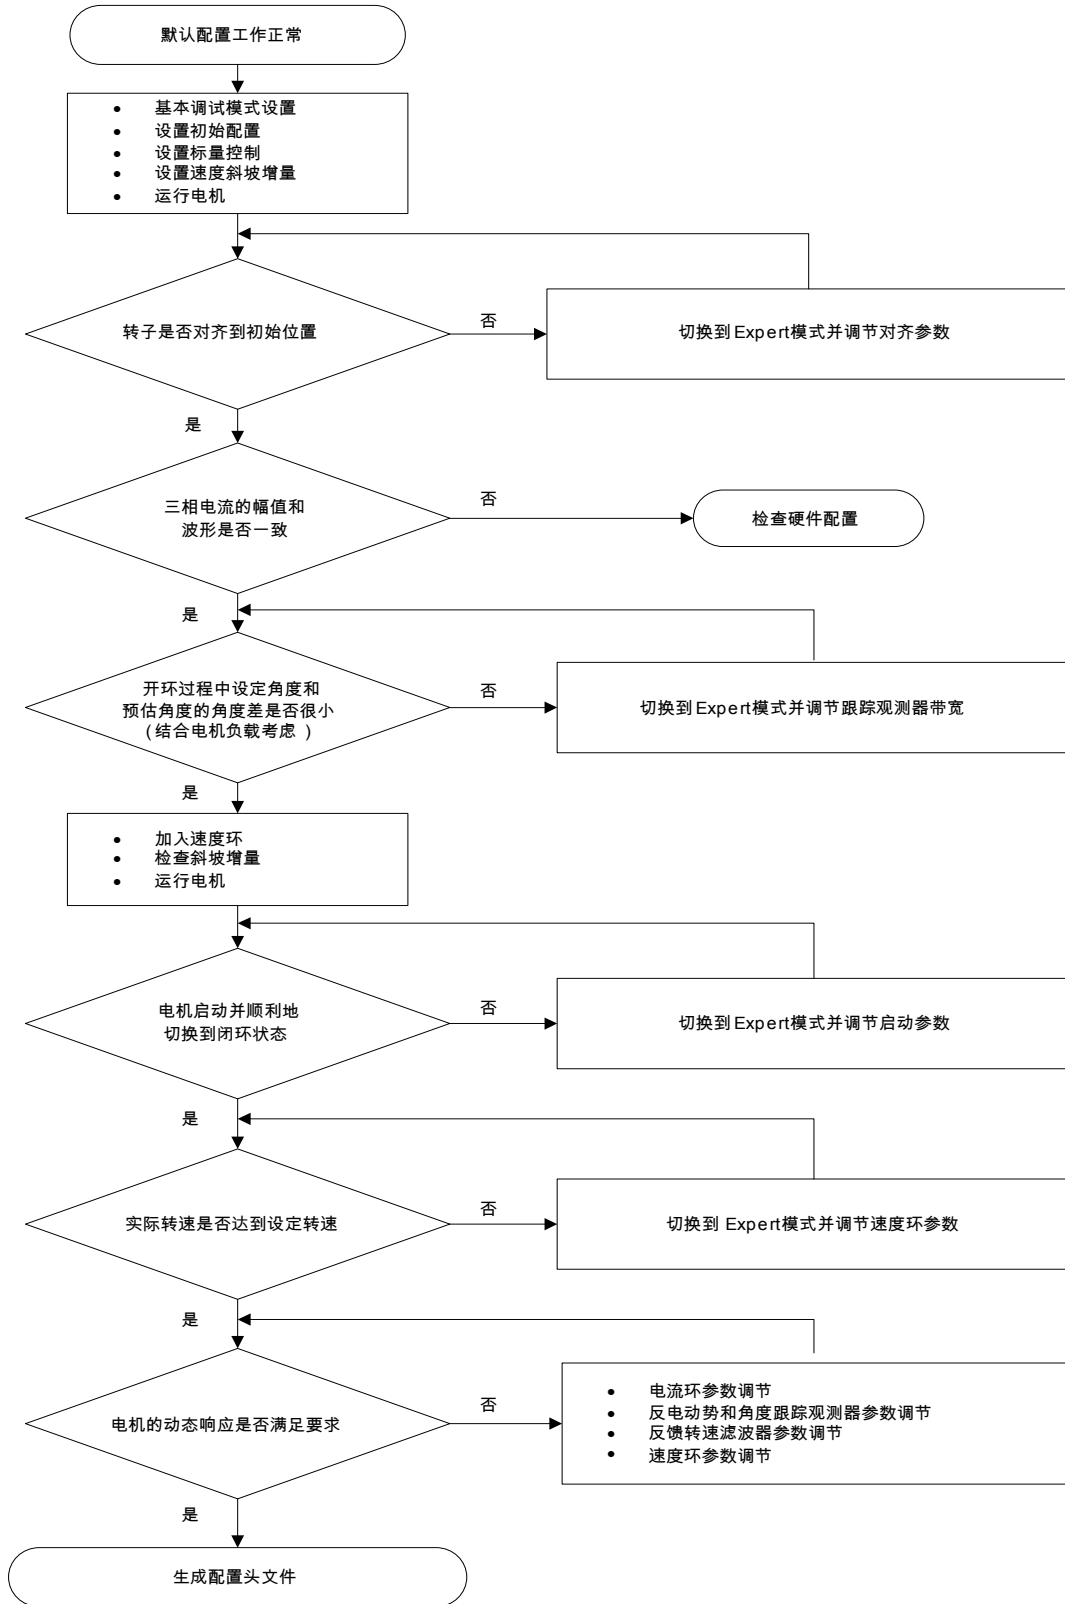 默认配置工作正常
• 基本调试模式设置
• 设置初始配置
• 设置标量控制
• 设置速度斜坡增量
• 运行电机
转子是否对齐到初始位置
否
切换到Expert模式并调节对齐参数
是
三相电流的幅值和
波形是否一致
否
检查硬件配置
是
开环过程中设定角度和
预估角度的角度差是否很小
(结合电机负载考虑 )
否
切换到Expert模式并调节跟踪观测器带宽
是
• 加入速度环
• 检查斜坡增量
• 运行电机
电机启动并顺利地
切换到闭环状态
否
切换到Expert模式并调节启动参数
是
实际转速是否达到设定转速
否
切换到 Expert模式并调节速度环参数
是
电机的动态响应是否满足要求
否
• 电流环参数调节
• 反电动势和角度跟踪观测器参数调节
• 反馈转速滤波器参数调节
• 速度环参数调节
是
生成配置头文件